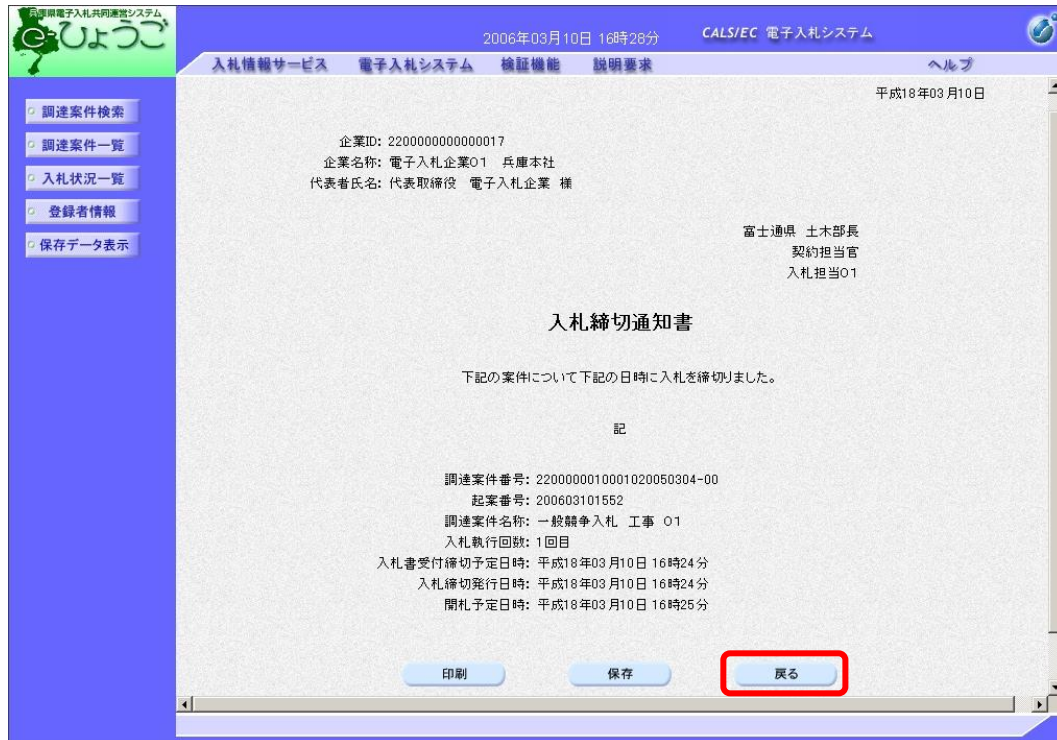 兵庫県電子入札共同運営システム
e-ひょうご
2006年03月10日 16時28分
CALS/EC 電子入札システム
入札情報サービス 電子入札システム 検証機能 説明要求 ヘルプ
調達案件検索
調達案件一覧
入札状況一覧
登録者情報
保存データ表示
平成18年03月10日
企業ID: 2200000000000017
企業名称: 電子入札企業01 兵庫本社
代表者氏名: 代表取締役 電子入札企業 様
富士通県 土木部長
契約担当官
入札担当01
入札締切通知書
下記の案件について下記の日時に入札を締切りました。
記
調達案件番号: 2200000010001020050304-00
起案番号: 200603101552
調達案件名称: 一般競争入札 工事 01
入札執行回数: 1回目
入札書受付締切予定日時: 平成18年03月10日 16時24分
入札締切発行日時: 平成18年03月10日 16時24分
開札予定日時: 平成18年03月10日 16時25分
印刷
保存
戻る